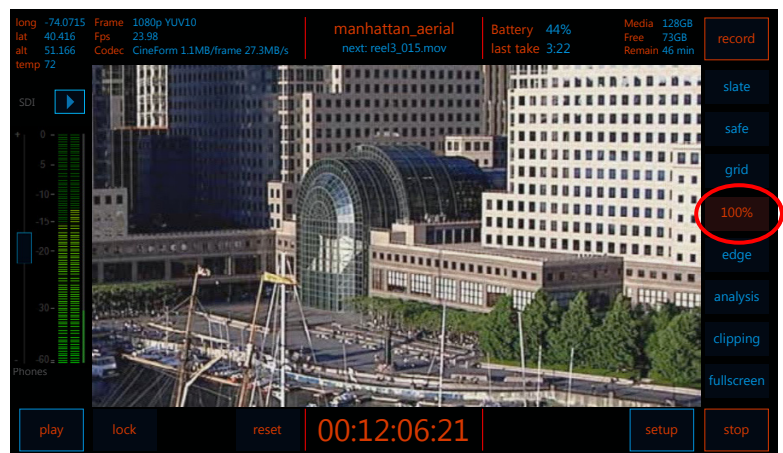 long -74.0715
lat 40.416
alt 51.166
temp 72
Frame 1080p YUV10
Fps 23.98
Codec CineForm 1.1MB/frame 27.3MB/s
manhattan_aerial
next: reel3_015.mov
Battery 44%
last take 3:22
Media 128GB
Free 73GB
Remain 46 min
record
SDI
slate
safe
grid
100%
edge
analysis
clipping
fullscreen
+ 0 -
5 -
-10-
-15-
-20-
30-
- -60-
Phones
play
lock
reset
00:12:06:21
setup
stop